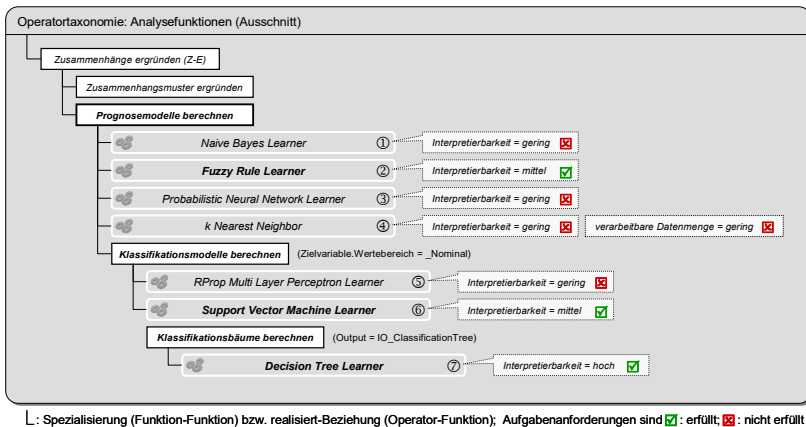 Operatortaxonomie: Analysefunktionen (Ausschnitt)
Zusammenhänge ergründen (Z-E)
Zusammenhangsmuster ergründen
Prognosemodelle berechnen
Naive Bayes Learner ① Interpretierbarkeit = gering
Fuzzy Rule Learner ② Interpretierbarkeit = mittel
Probabilistic Neural Network Learner ③ Interpretierbarkeit = gering
k Nearest Neighbor ④ Interpretierbarkeit = gering verarbeitbare Datenmenge = gering
Klassifikationsmodelle berechnen (Zielvariable.Wertebereich = _Nominal)
RProp Multi Layer Perceptron Learner ⑤ Interpretierbarkeit = gering
Support Vector Machine Learner ⑥ Interpretierbarkeit = mittel
Klassifikationsbäume berechnen (Output = IO_ClassificationTree)
Decision Tree Learner ⑦ Interpretierbarkeit = hoch
: Spezialisierung (Funktion-Funktion) bzw. realisiert-Beziehung (Operator-Funktion); Aufgabenanforderungen sind : erfüllt; : nicht erfüllt